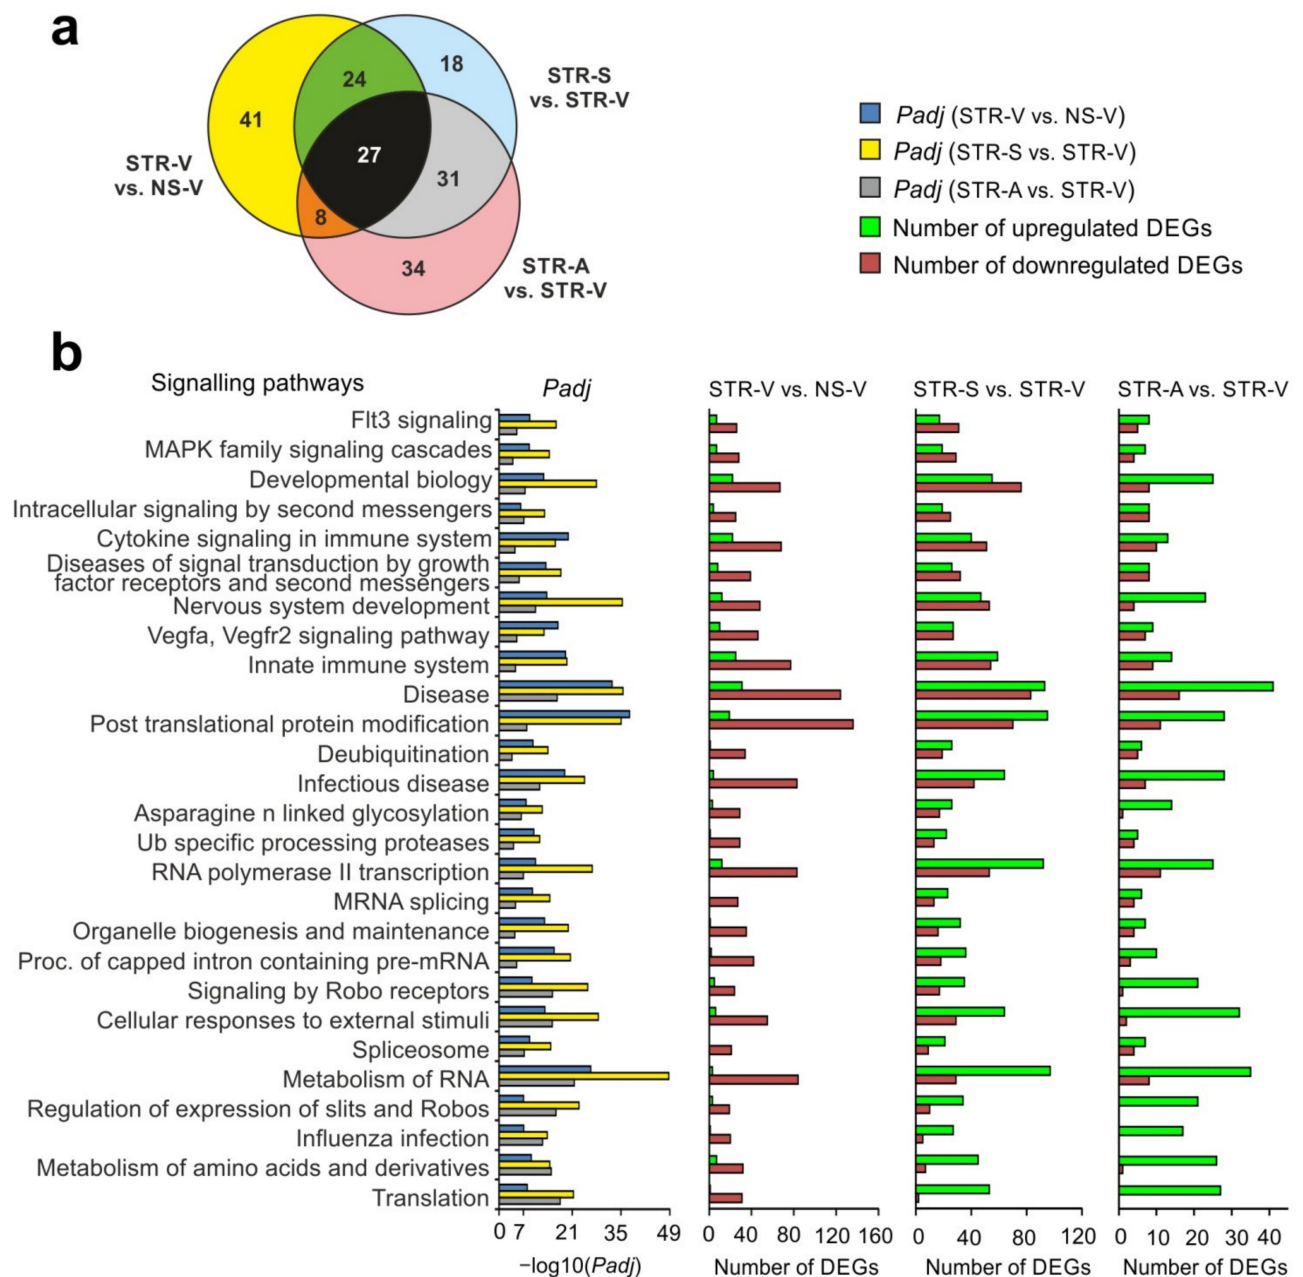 a
41
24
18
27
31
8
34
STR-V
vs. NS-V
STR-S
vs. STR-V
STR-A
vs. STR-V
Padj (STR-V vs. NS-V)
Padj (STR-S vs. STR-V)
Padj (STR-A vs. STR-V)
Number of upregulated DEGs
Number of downregulated DEGs
b
Signalling pathways
Padj
STR-V vs. NS-V
STR-S vs. STR-V
STR-A vs. STR-V
Flt3 signaling
MAPK family signaling cascades
Developmental biology
Intracellular signaling by second messengers
Cytokine signaling in immune system
Diseases of signal transduction by growth
factor receptors and second messengers
Nervous system development
Vegfa, Vegfr2 signaling pathway
Innate immune system
Disease
Post translational protein modification
Deubiquitination
Infectious disease
Asparagine n linked glycosylation
Ub specific processing proteases
RNA polymerase II transcription
MRNA splicing
Organelle biogenesis and maintenance
Proc. of capped intron containing pre-mRNA
Signaling by Robo receptors
Cellular responses to external stimuli
Spliceosome
Metabolism of RNA
Regulation of expression of slits and Robos
Influenza infection
Metabolism of amino acids and derivatives
Translation
0 7 21 35 49
0 40 80 120 160
0 40 80 120
0 10 20 30 40
−log10(Padj)
Number of DEGs
Number of DEGs
Number of DEGs